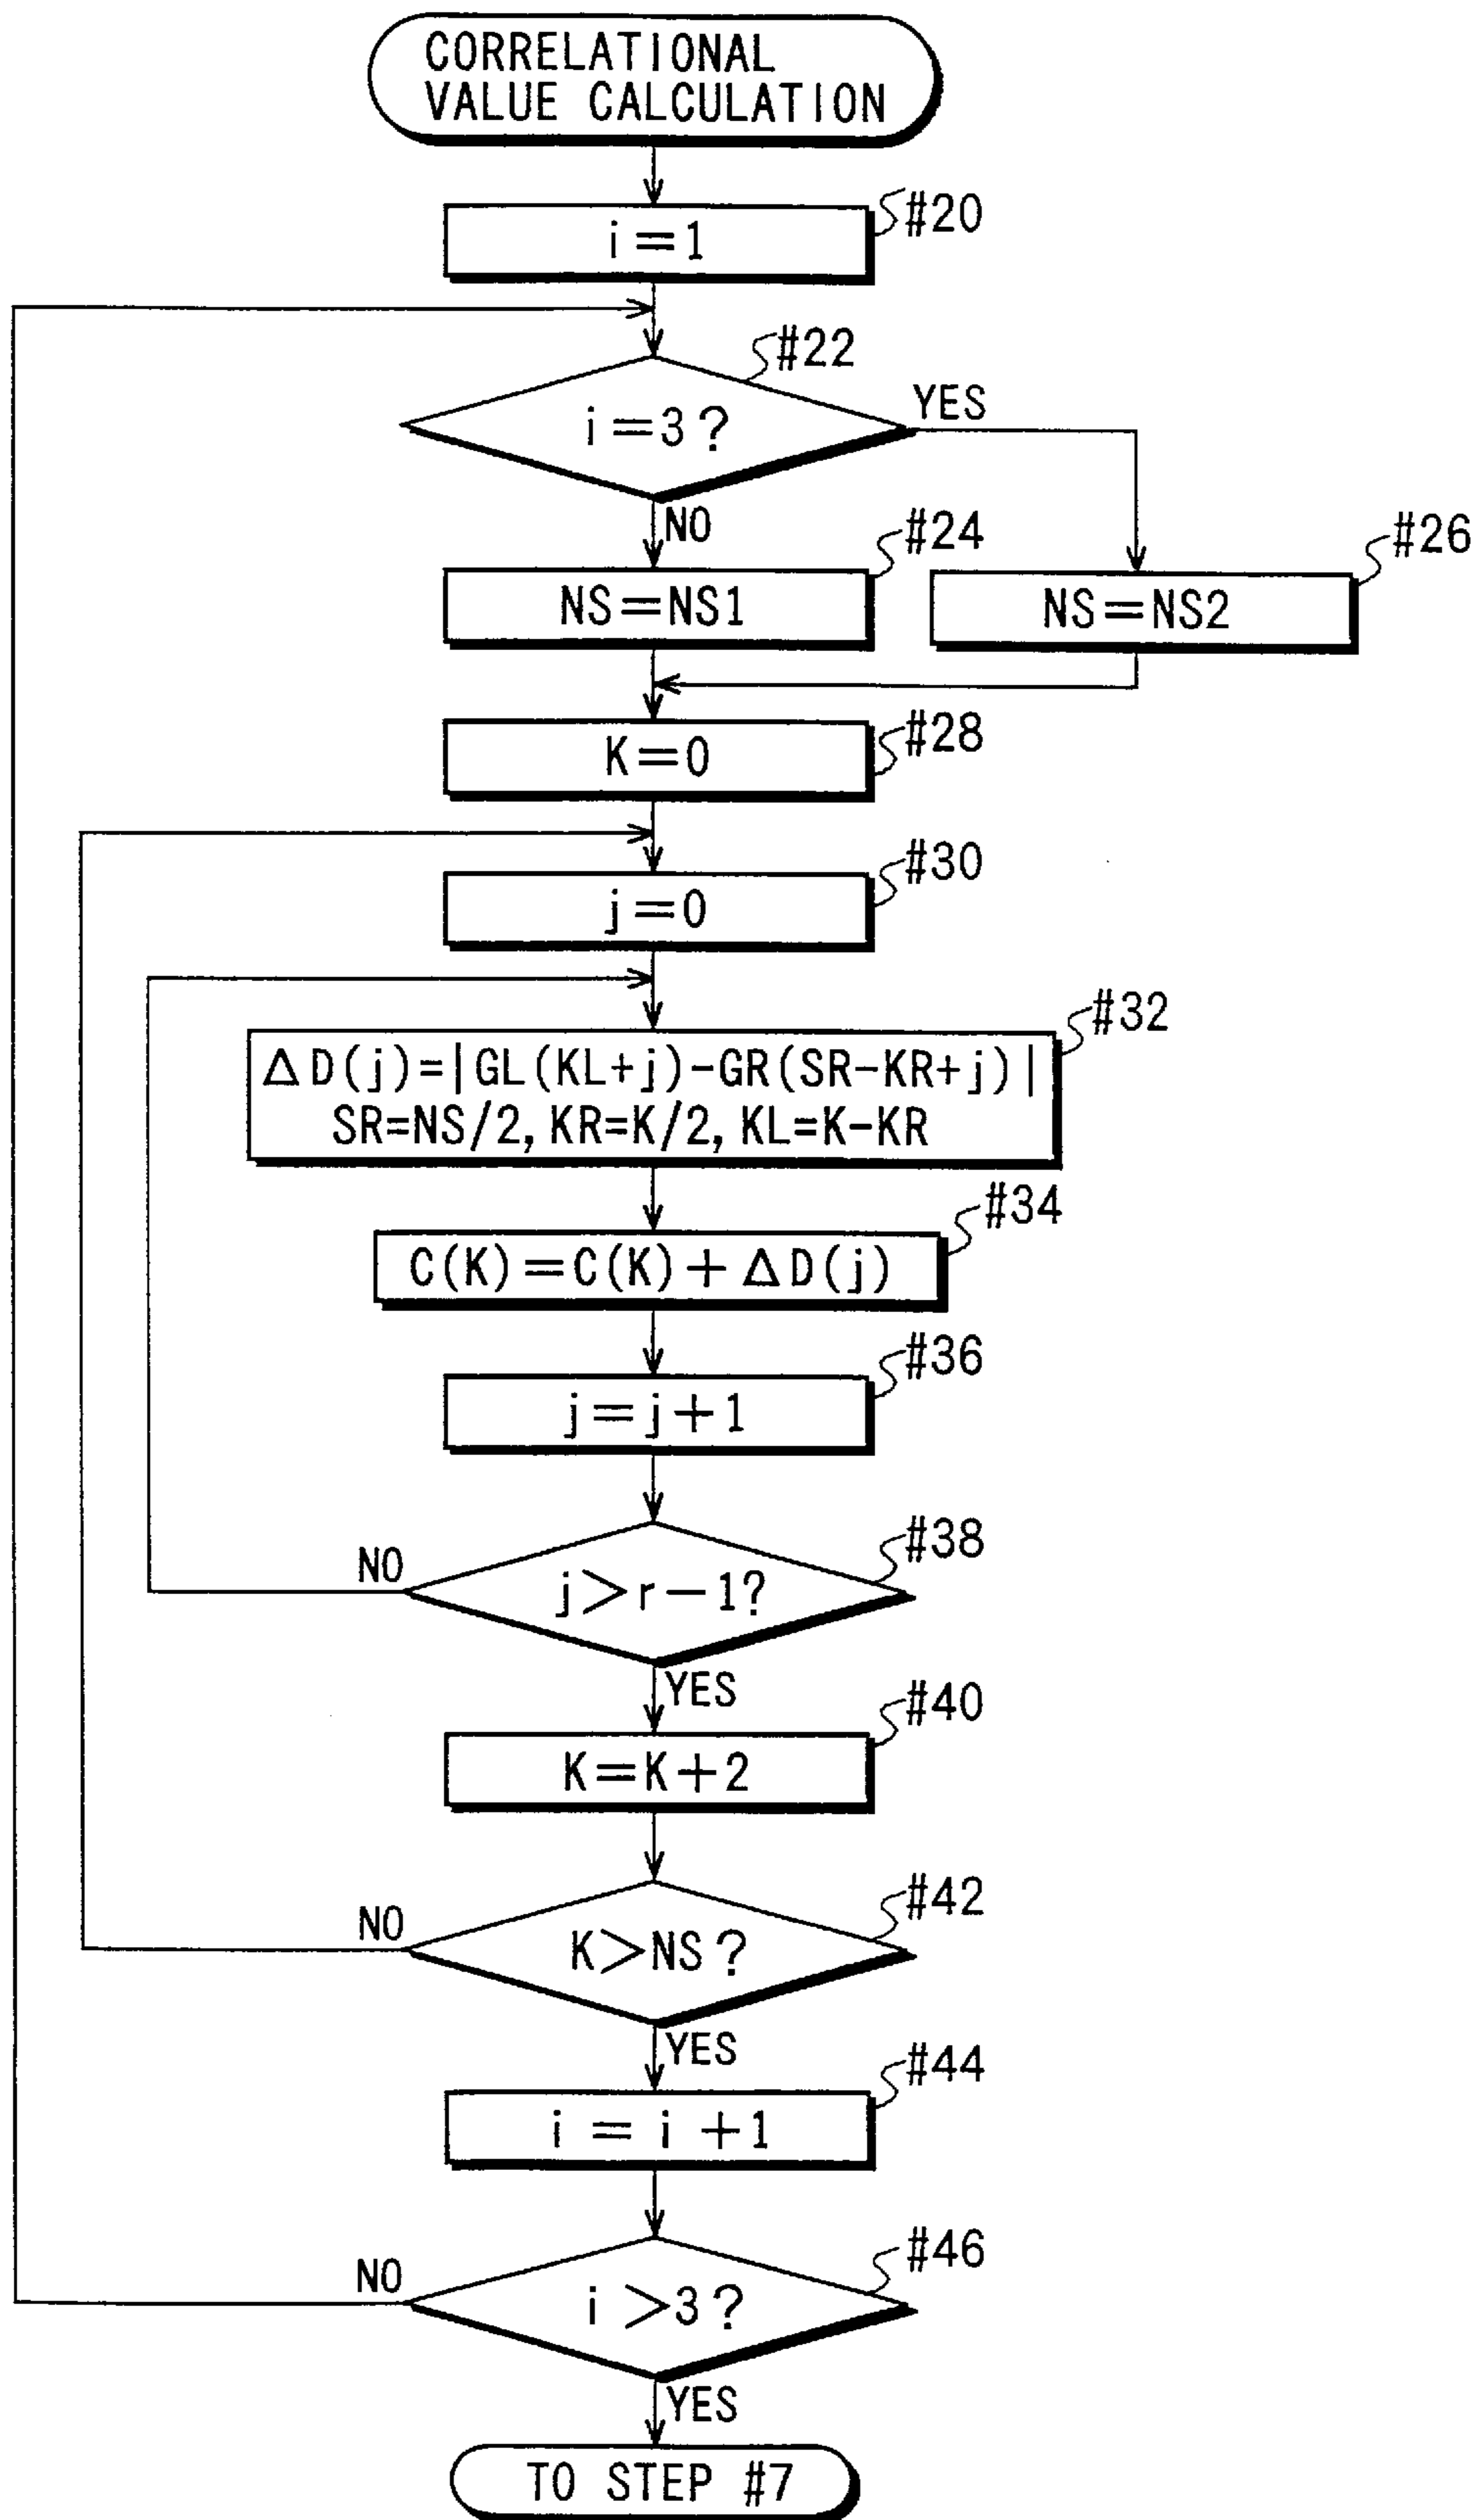 CORRELATIONAL
VALUE CALCULATION
#20
i=1
#22
i=3?
YES
NO
#24
NS=NS1
#26
NS=NS2
#28
K=0
#30
j=0
#32
ΔD(j)=|GL(KL+j)-GR(SR-KR+j)|
SR=NS/2, KR=K/2, KL=K-KR
#34
C(K)=C(K)+ΔD(j)
#36
j=j+1
#38
j>r-1?
NO
YES
#40
K=K+2
#42
K>NS?
NO
YES
#44
i=i+1
#46
i>3?
NO
YES
TO STEP #7